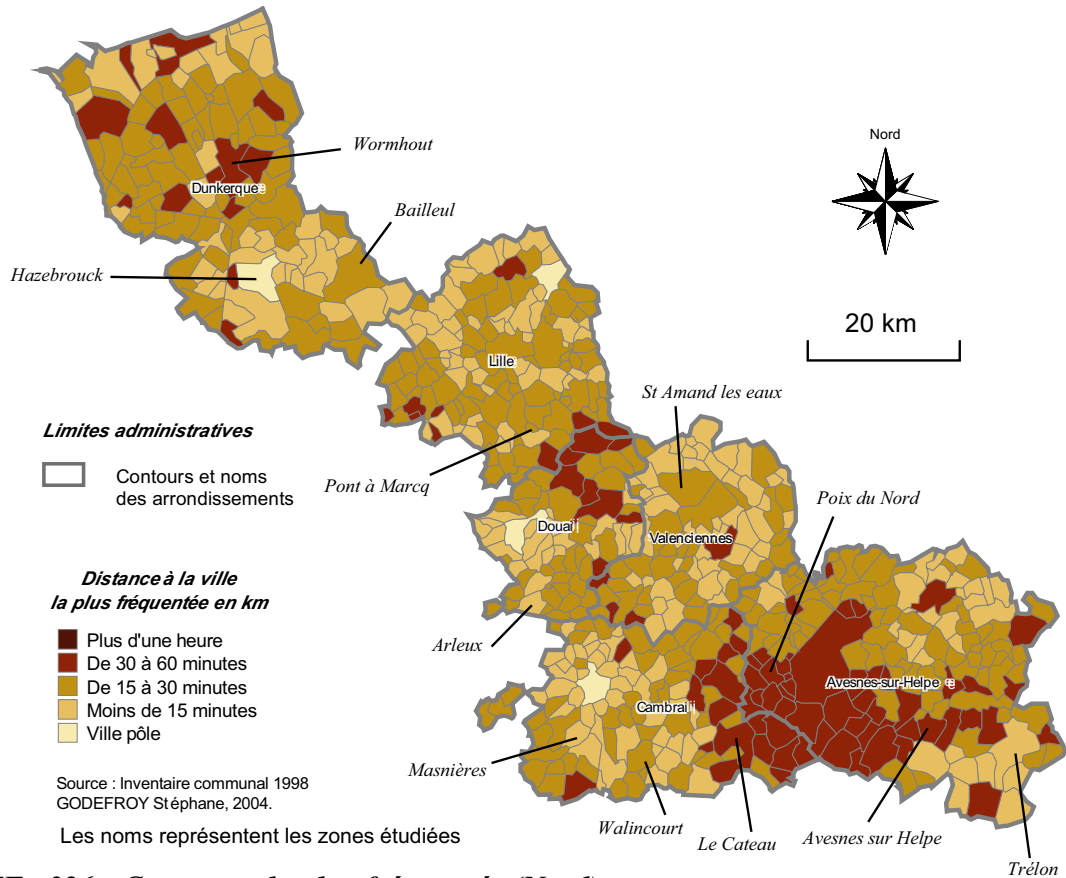 Nord
Wormhout
Dunkerque
Bailleul
Hazebrouck
20 km
Lille
St Amand les eaux
Limites administratives
Contours et noms
des arrondissements
Pont à Marcq
Poix du Nord
Douai
Valenciennes
Distance à la ville
la plus fréquentée en km
Plus d'une heure
De 30 à 60 minutes
De 15 à 30 minutes
Moins de 15 minutes
Ville pôle
Arleux
Avesnes-sur-Helpe
Cambrai
Masnières
Source : Inventaire communal 1998
GODEFROY Stéphane, 2004.
Les noms représentent les zones étudiées
Walincourt
Le Cateau
Avesnes sur Helpe
Trélon